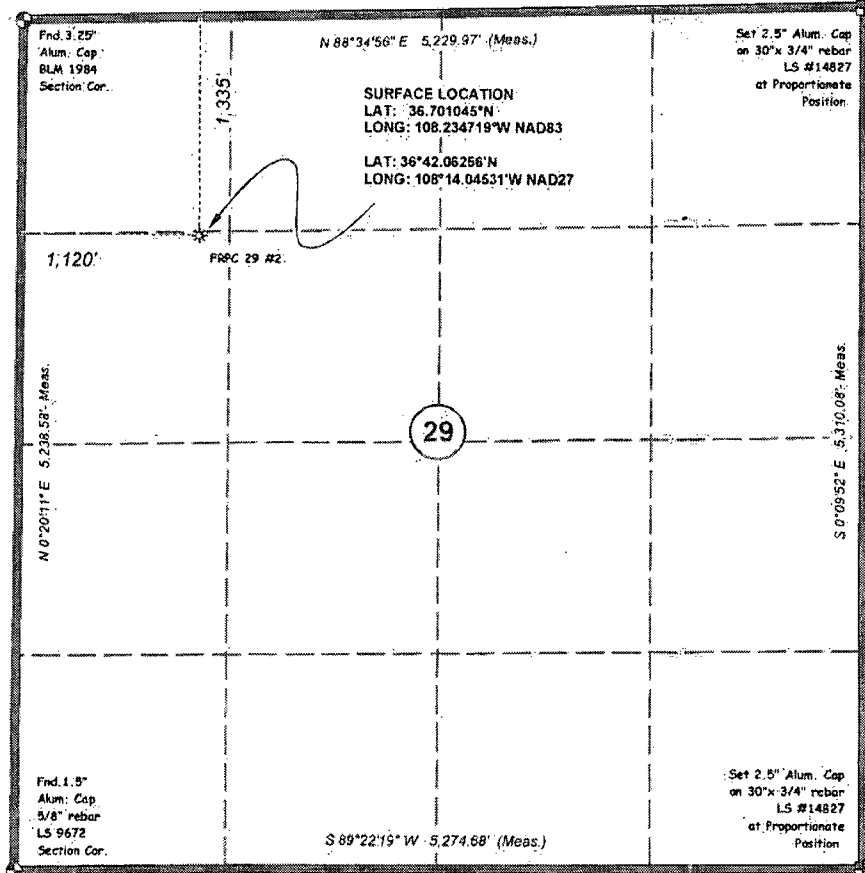 Fnd. 3.25"
Alum. Cap
BLM 1984
Section Cor.
N 88°34'56" E 5,229.97' (Meas.)
Set 2.5" Alum. Cap
on 30"x 3/4" rebar
LS #14827
at Proportionate
Position
1,335'
SURFACE LOCATION
LAT: 36.701045°N
LONG: 108.234719°W NAD83
LAT: 36°42.06256'N
LONG: 108°14.04531'W NAD27
1,120'
FRPC 29 #2
N 0°20'11" E 5,238.58' Meas.
29
S 0°09'52" E 5,310.08' Meas.
Fnd. 1.5"
Alum. Cap
5/8" rebar
LS 9672
Section Cor.
S 89°22'19" W 5,274.68' (Meas.)
Set 2.5" Alum. Cap
on 30"x 3/4" rebar
LS #14827
at Proportionate
Position